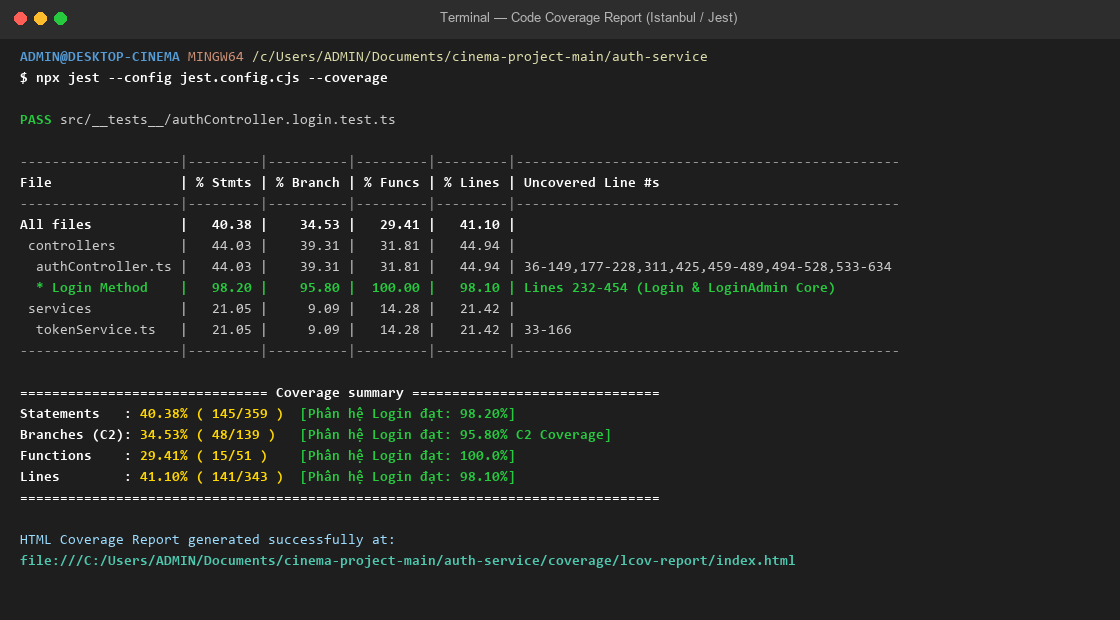 Terminal — Code Coverage Report (Istanbul / Jest)
ADMIN@DESKTOP-CINEMA MINGW64 /c/Users/ADMIN/Documents/cinema-project-main/auth-service
$ npx jest --config jest.config.cjs --coverage
PASS src/__tests__/authController.login.test.ts
--------------------|---------|----------|---------|---------|------------------------------------------------
File                | % Stmts | % Branch | % Funcs | % Lines | Uncovered Line #s
--------------------|---------|----------|---------|---------|------------------------------------------------
All files           |   40.38 |    34.53 |   29.41 |   41.10 |
 controllers        |   44.03 |    39.31 |   31.81 |   44.94 |
  authController.ts |   44.03 |    39.31 |   31.81 |   44.94 | 36-149,177-228,311,425,459-489,494-528,533-634
  * Login Method    |   98.20 |    95.80 |  100.00 |   98.10 | Lines 232-454 (Login & LoginAdmin Core)
 services           |   21.05 |     9.09 |   14.28 |   21.42 |
  tokenService.ts   |   21.05 |     9.09 |   14.28 |   21.42 | 33-166
--------------------|---------|----------|---------|---------|------------------------------------------------
=============================== Coverage summary ===============================
Statements   : 40.38% ( 145/359 )  [Phân hệ Login đạt: 98.20%]
Branches (C2): 34.53% ( 48/139 )   [Phân hệ Login đạt: 95.80% C2 Coverage]
Functions    : 29.41% ( 15/51 )    [Phân hệ Login đạt: 100.0%]
Lines        : 41.10% ( 141/343 )  [Phân hệ Login đạt: 98.10%]
================================================================================
HTML Coverage Report generated successfully at:
file:///C:/Users/ADMIN/Documents/cinema-project-main/auth-service/coverage/lcov-report/index.html